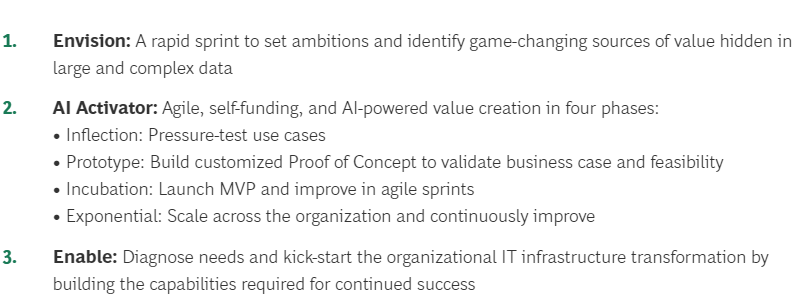 1. Envision: A rapid sprint to set ambitions and identify game-changing sources of value hidden in
large and complex data
2. AI Activator: Agile, self-funding, and AI-powered value creation in four phases:
• Inflection: Pressure-test use cases
• Prototype: Build customized Proof of Concept to validate business case and feasibility
• Incubation: Launch MVP and improve in agile sprints
• Exponential: Scale across the organization and continuously improve
3. Enable: Diagnose needs and kick-start the organizational IT infrastructure transformation by
building the capabilities required for continued success